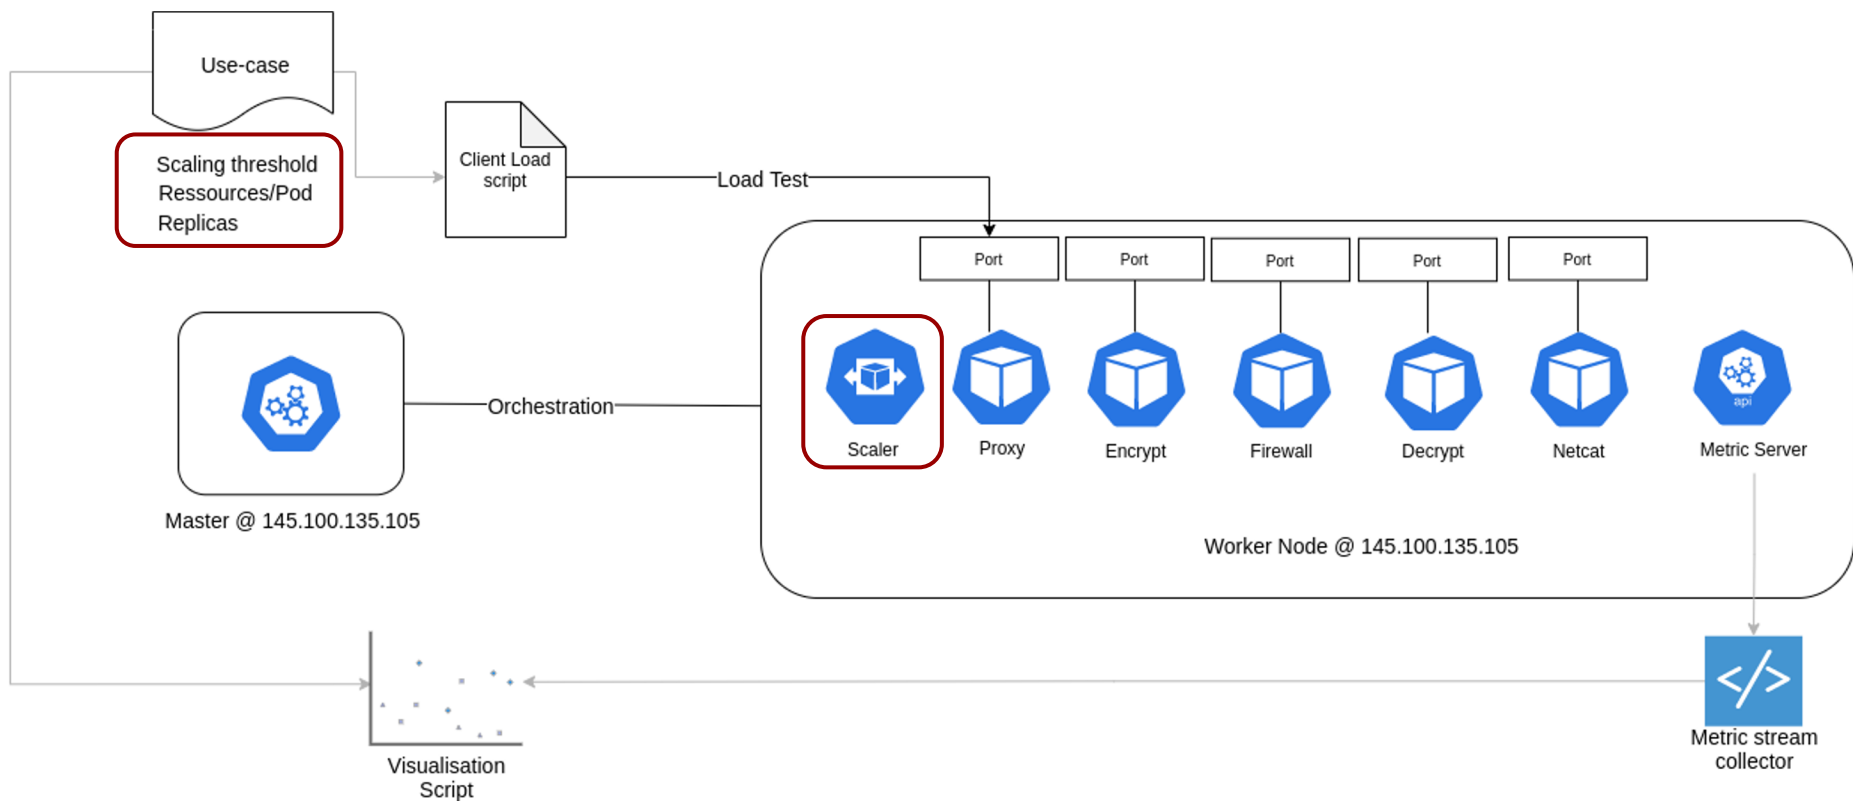 Use-case
Scaling threshold
Ressources/Pod
Replicas
Client Load
script
Load Test
Port
Port
Port
Port
Port
Orchestration
Scaler
Proxy
Encrypt
Firewall
Decrypt
Netcat
api
Metric Server
Master @ 145.100.135.105
Worker Node @ 145.100.135.105
</>
Metric stream
collector
Visualisation
Script